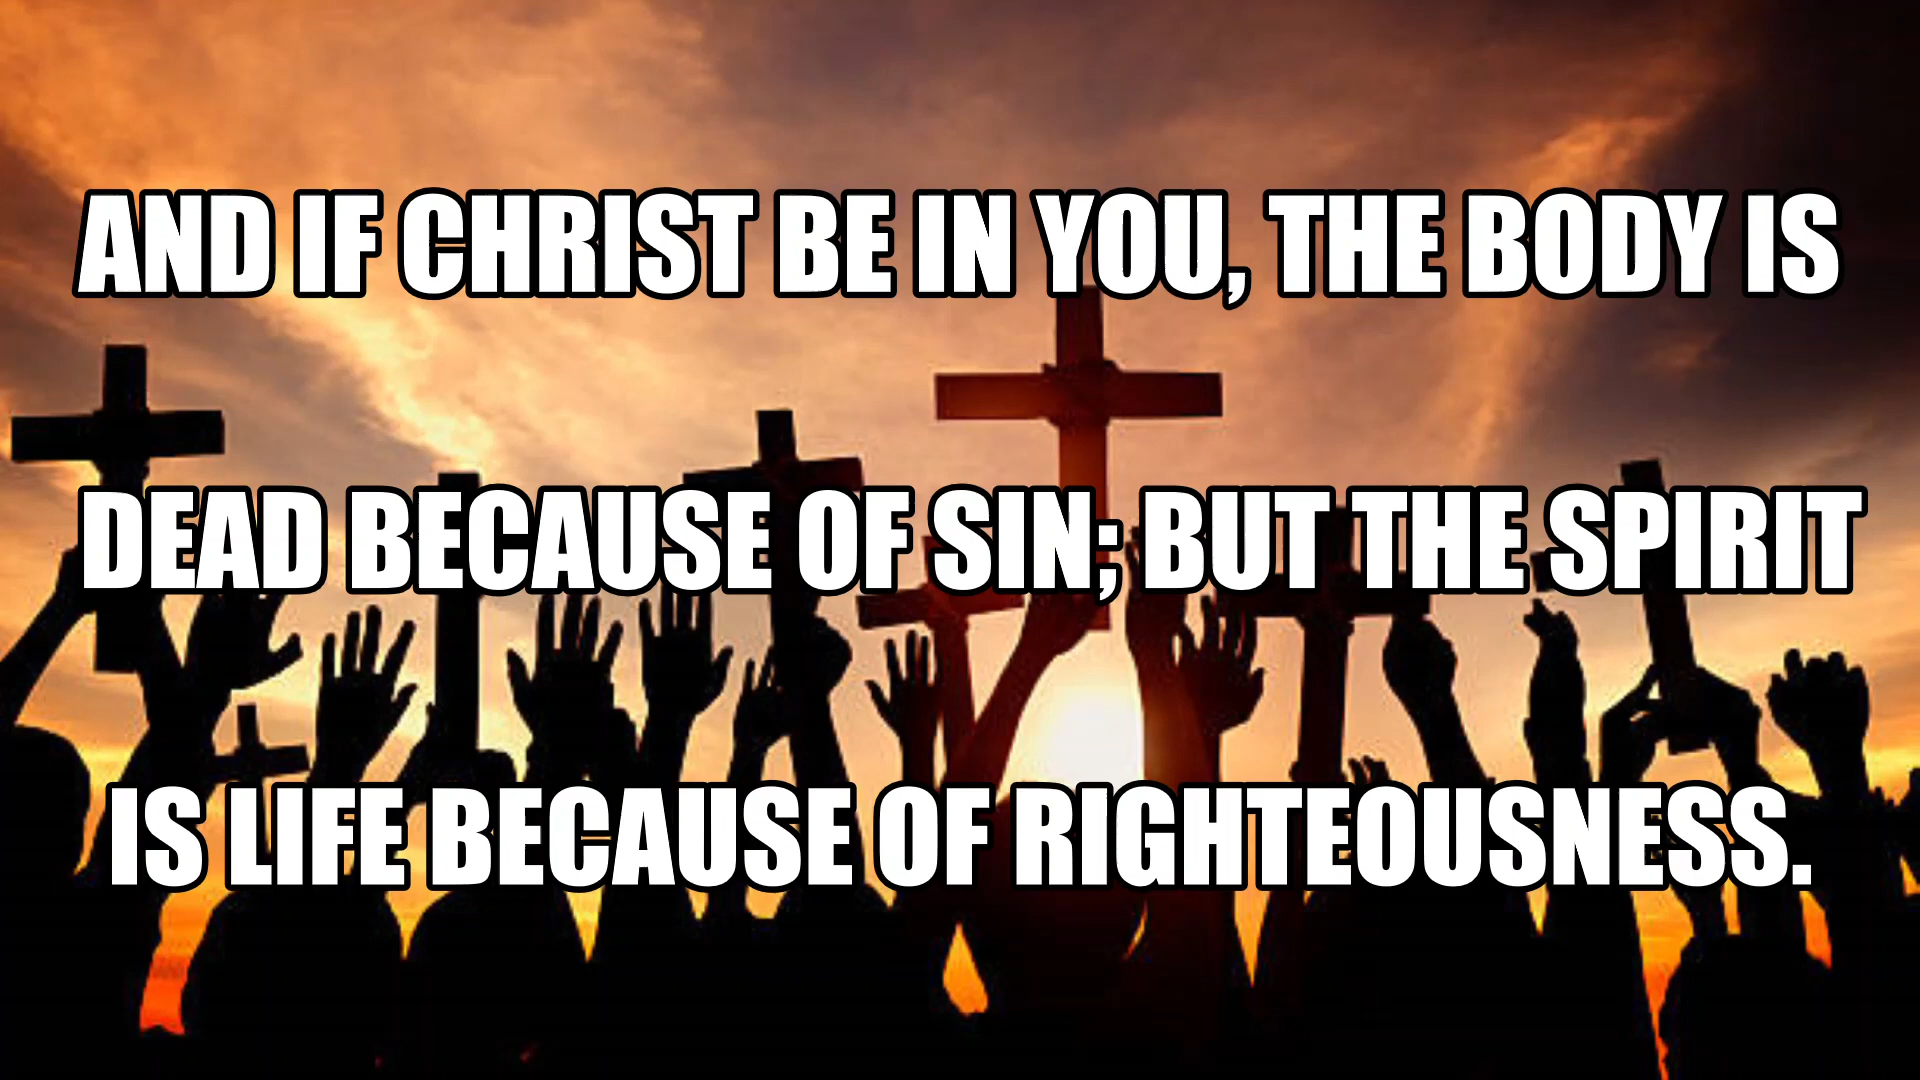 AND IF CHRIST BE IN YOU, THE BODY IS
DEAD BECAUSE OF SIN; BUT THE SPIRIT
IS LIFE BECAUSE OF RIGHTEOUSNESS.